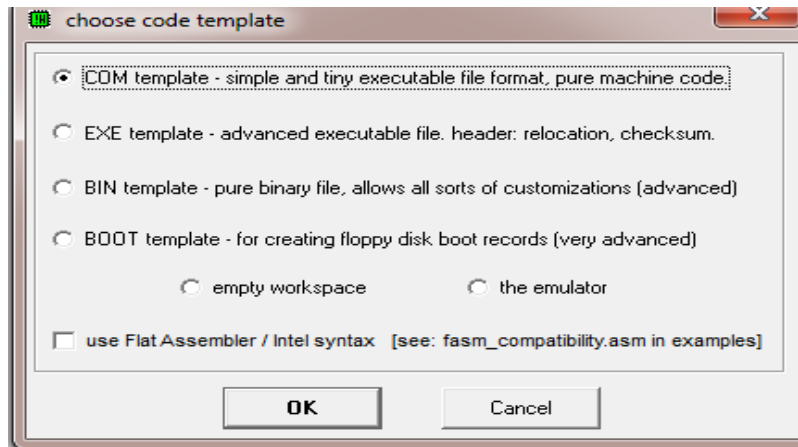 choose code template
COM template - simple and tiny executable file format, pure machine code.
EXE template - advanced executable file. header: relocation, checksum.
BIN template - pure binary file, allows all sorts of customizations (advanced)
BOOT template - for creating floppy disk boot records (very advanced)
empty workspace the emulator
use Flat Assembler / Intel syntax [see: fasm_compatibility.asm in examples]
OK Cancel